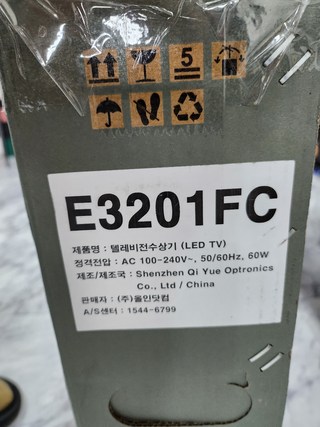 5
E3201FC
제품명 : 텔레비전수상기 (LED TV)
정격전압 : AC 100-240V~, 50/60Hz, 60W
제조/제조국 : Shenzhen Qi Yue Optronics
Co., Ltd / China
판매자 : (주)올인닷컴
A/S센터 : 1544-6799